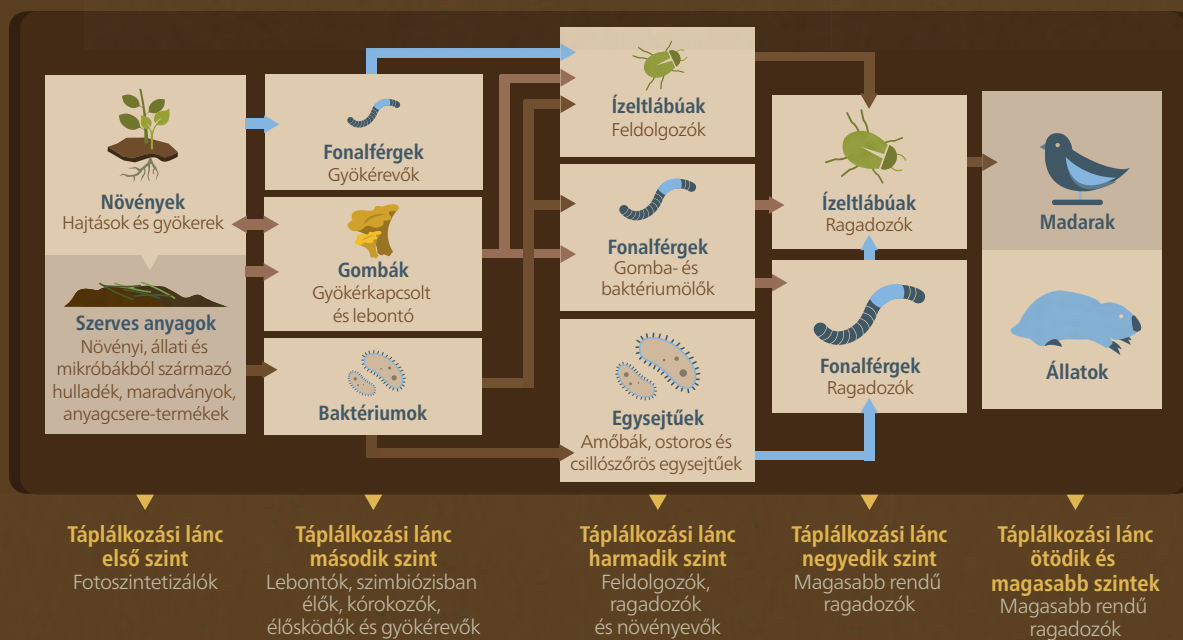 Növények
Hajtások és gyökerek
Szerves anyagok
Növényi, állati és
mikróbákból származó
hulladék, maradványok,
anyagcsere-termékek
Fonalférgek
Gyökérevők
Gombák
Gyökérkapcsolt
és lebontó
Baktériumok
Ízeltlábúak
Feldolgozók
Fonalférgek
Gomba- és
baktériumölők
Egysejtűek
Amőbák, ostoros és
csillószőrös egysejtűek
Ízeltlábúak
Ragadozók
Fonalférgek
Ragadozók
Madarak
Állatok
Táplálkozási lánc
első szint
Fotoszintetizálók
Táplálkozási lánc
második szint
Lebontók, szimbiózisban
élők, kórokozók,
élősködők és gyökérevők
Táplálkozási lánc
harmadik szint
Feldolgozók,
ragadozók
és növényevők
Táplálkozási lánc
negyedik szint
Magasabb rendű
ragadozók
Táplálkozási lánc
ötödik és
magasabb szintek
Magasabb rendű
ragadozók